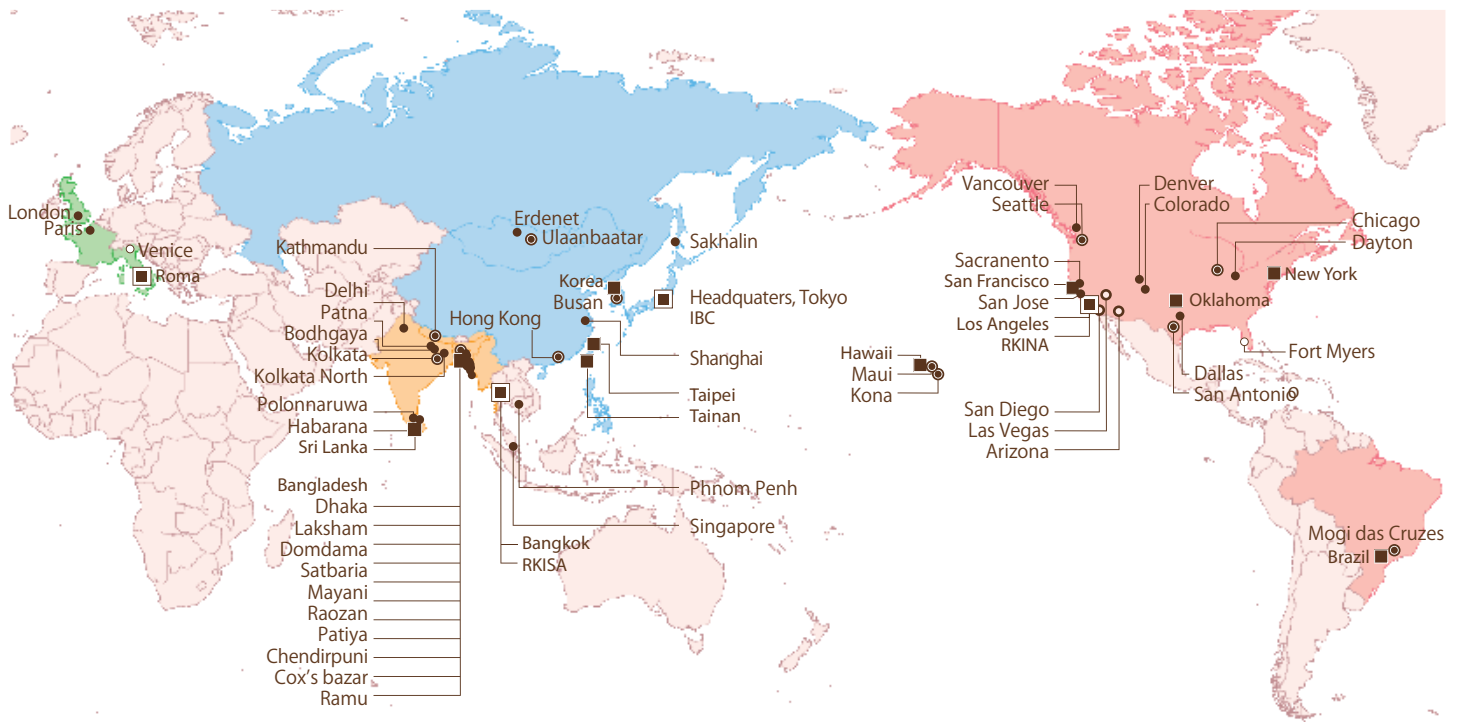 London
Paris
Venice
Roma
Kathmandu
Delhi
Patna
Bodhgaya
Kolkata
Kolkata North
Polonnaruwa
Habarana
Sri Lanka
Bangladesh
Dhaka
Laksham
Domdama
Satbaria
Mayani
Raozan
Patiya
Chendirpuni
Cox's bazar
Ramu
Erdenet
Ulaanbaatar
Sakhalin
Korea
Busan
Hong Kong
Headquaters, Tokyo
IBC
Shanghai
Taipei
Tainan
Phnom Penh
Singapore
Bangkok
RKISA
Hawaii
Maui
Kona
Vancouver
Seattle
Sacranento
San Francisco
San Jose
Los Angeles
RKINA
San Diego
Las Vegas
Arizona
Denver
Colorado
Chicago
Dayton
New York
Oklahoma
Fort Myers
Dallas
San Antonio
Mogi das Cruzes
Brazil